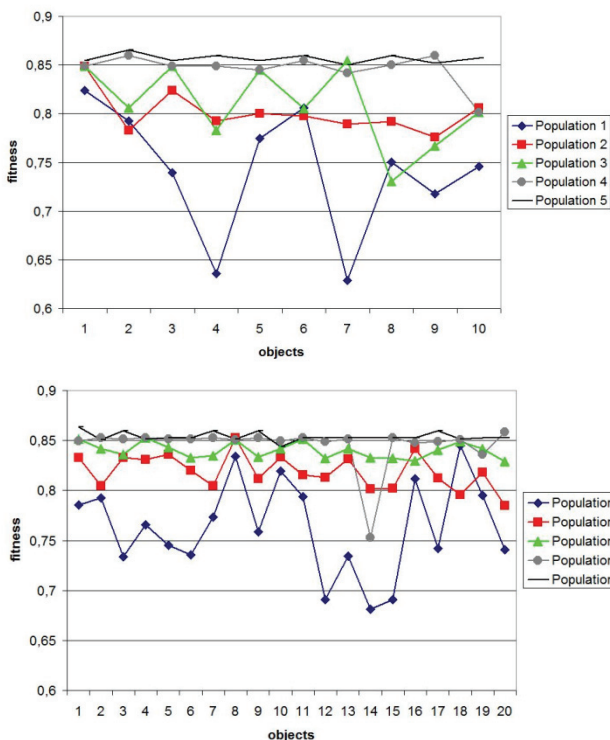 0,9
0,85
0,8
0,75
0,7
0,65
0,6
fitness
1 2 3 4 5 6 7 8 9 10
objects
Population 1
Population 2
Population 3
Population 4
Population 5
0,9
0,85
0,8
0,75
0,7
0,65
0,6
fitness
1 2 3 4 5 6 7 8 9 10 11 12 13 14 15 16 17 18 19 20
objects
Population
Population
Population
Population
Population